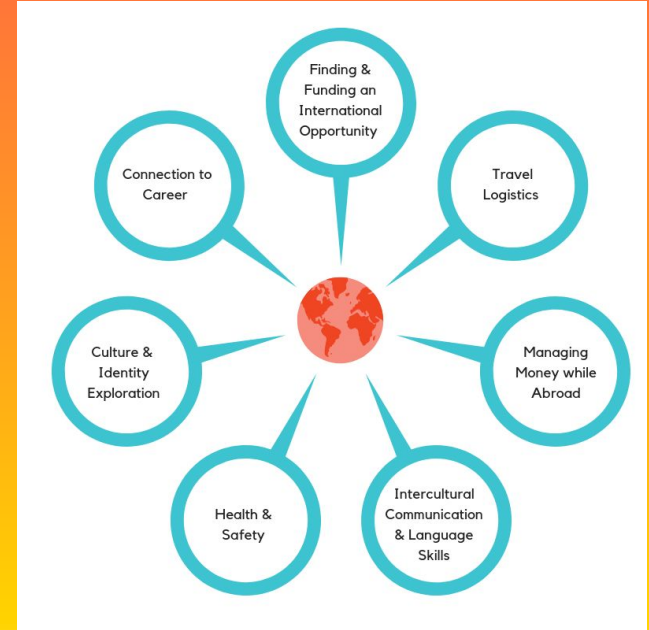 Finding &
Funding an
International
Opportunity
Travel
Logistics
Managing
Money while
Abroad
Intercultural
Communication
& Language
Skills
Health &
Safety
Culture &
Identity
Exploration
Connection to
Career